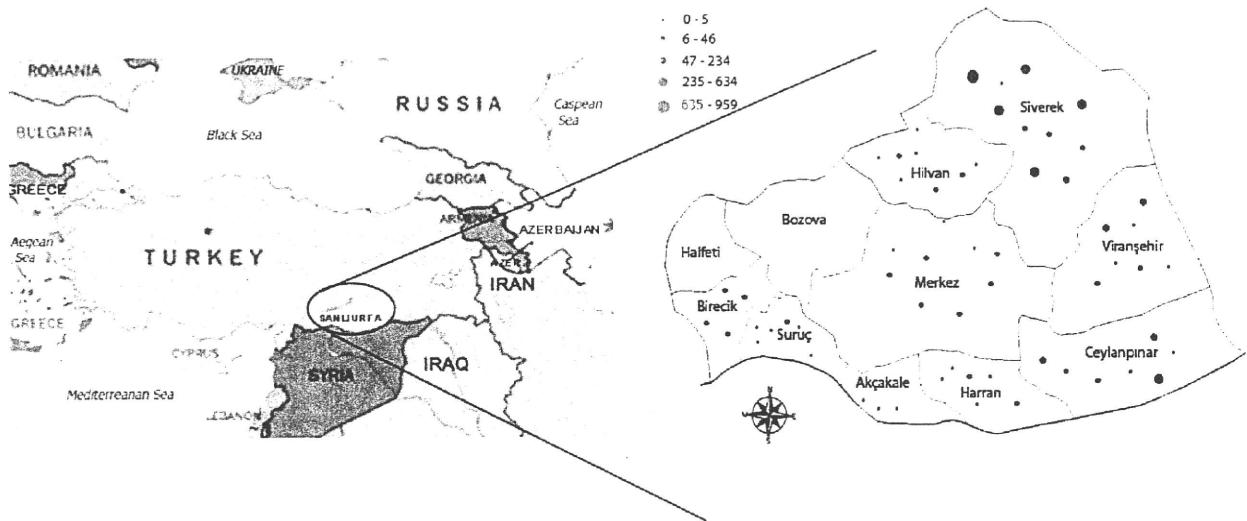 0 - 5
6 - 46
47 - 234
235 - 634
635 - 959
ROMANIA
UKRAINE
RUSSIA
Caspean
Sea
BULGARIA
Black Sea
GEORGIA
GREECE
ARMENIA
AZERBAIJAN
Aegean
Sea
TURKEY
AZER
IRAN
SANLIURFA
GREECE
CYPRUS
SYRIA
IRAQ
Mediterranean Sea
LEBANON
Siverek
Hilvan
Bozova
Halfeti
Viranşehir
Merkez
Birecik
Suruç
Ceylanpınar
Akçakale
Harran